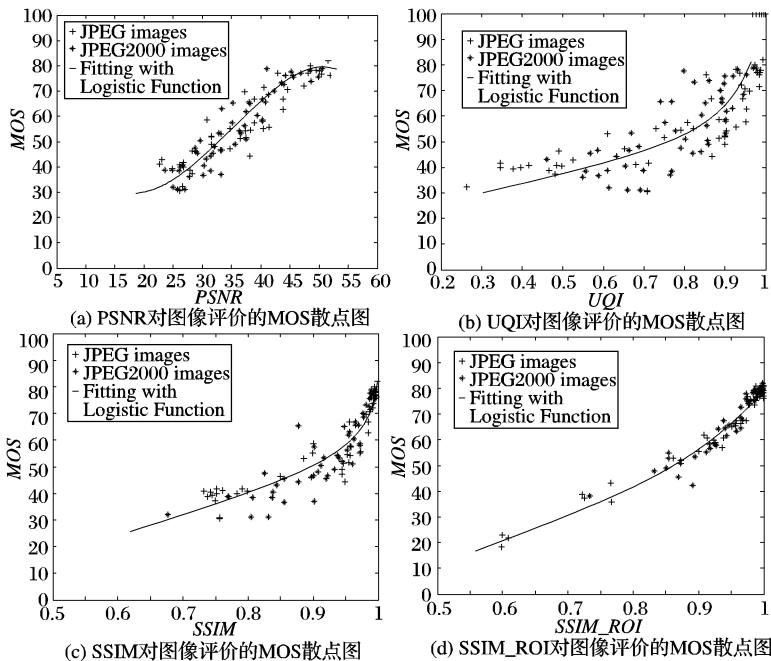 100
90
80
70
60
50
40
30
20
10
0
MOS
+ JPEG images
* JPEG2000 images
– Fitting with
Logistic Function
5 10 15 20 25 30 35 40 45 50 55 60
PSNR
(a) PSNR对图像评价的MOS散点图
100
90
80
70
60
50
40
30
20
10
0
MOS
+ JPEG images
* JPEG2000 images
– Fitting with
Logistic Function
0.2 0.3 0.4 0.5 0.6 0.7 0.8 0.9 1
UQI
(b) UQI对图像评价的MOS散点图
100
90
80
70
60
50
40
30
20
10
0
MOS
+ JPEG images
* JPEG2000 images
– Fitting with
Logistic Function
0.5 0.6 0.7 0.8 0.9 1
SSIM
(c) SSIM对图像评价的MOS散点图
100
90
80
70
60
50
40
30
20
10
0
MOS
+ JPEG images
* JPEG2000 images
– Fitting with
Logistic Function
0.5 0.6 0.7 0.8 0.9 1
SSIM_ROI
(d) SSIM_ROI对图像评价的MOS散点图